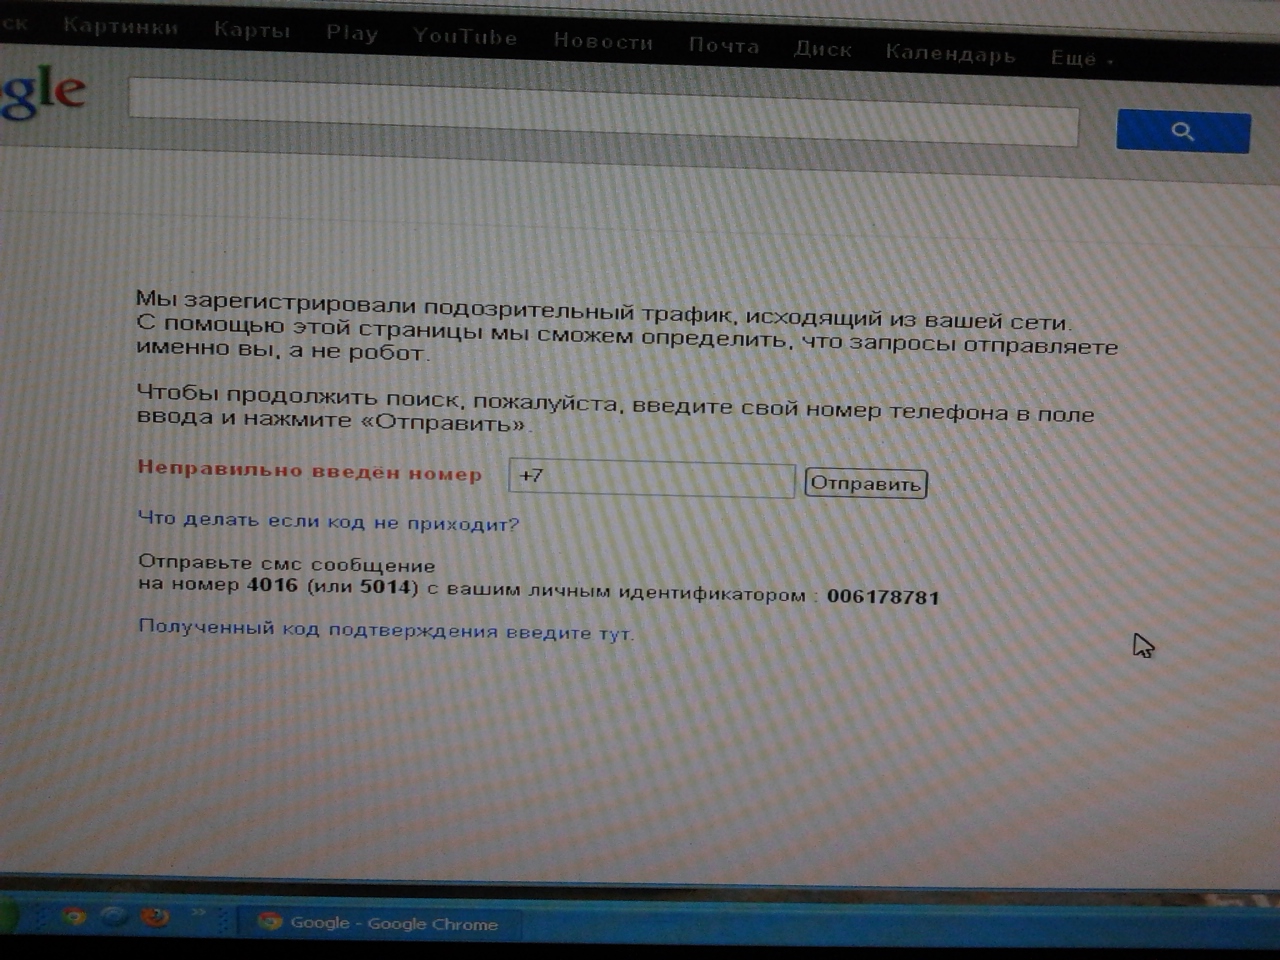 ск Картинки Карты Play YouTube Новости Почта Диск Календарь Ещё
gle
Мы зарегистрировали подозрительный трафик, исходящий из вашей сети.
С помощью этой страницы мы сможем определить, что запросы отправляете
именно вы, а не робот.
Чтобы продолжить поиск, пожалуйста, введите свой номер телефона в поле
ввода и нажмите «Отправить».
Неправильно введён номер +7 Отправить
Что делать если код не приходит?
Отправьте смс сообщение
на номер 4016 (или 5014) с вашим личным идентификатором : 006178781
Полученный код подтверждения введите тут.
Google - Google Chrome